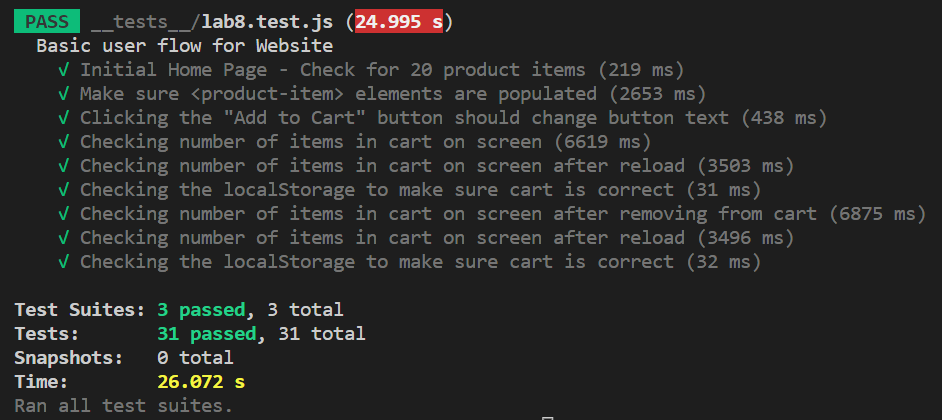 PASS __tests__/lab8.test.js (24.995 s)
Basic user flow for Website
√ Initial Home Page - Check for 20 product items (219 ms)
√ Make sure <product-item> elements are populated (2653 ms)
√ Clicking the "Add to Cart" button should change button text (438 ms)
√ Checking number of items in cart on screen (6619 ms)
√ Checking number of items in cart on screen after reload (3503 ms)
√ Checking the localStorage to make sure cart is correct (31 ms)
√ Checking number of items in cart on screen after removing from cart (6875 ms)
√ Checking number of items in cart on screen after reload (3496 ms)
√ Checking the localStorage to make sure cart is correct (32 ms)
Test Suites: 3 passed, 3 total
Tests: 31 passed, 31 total
Snapshots: 0 total
Time: 26.072 s
Ran all test suites.